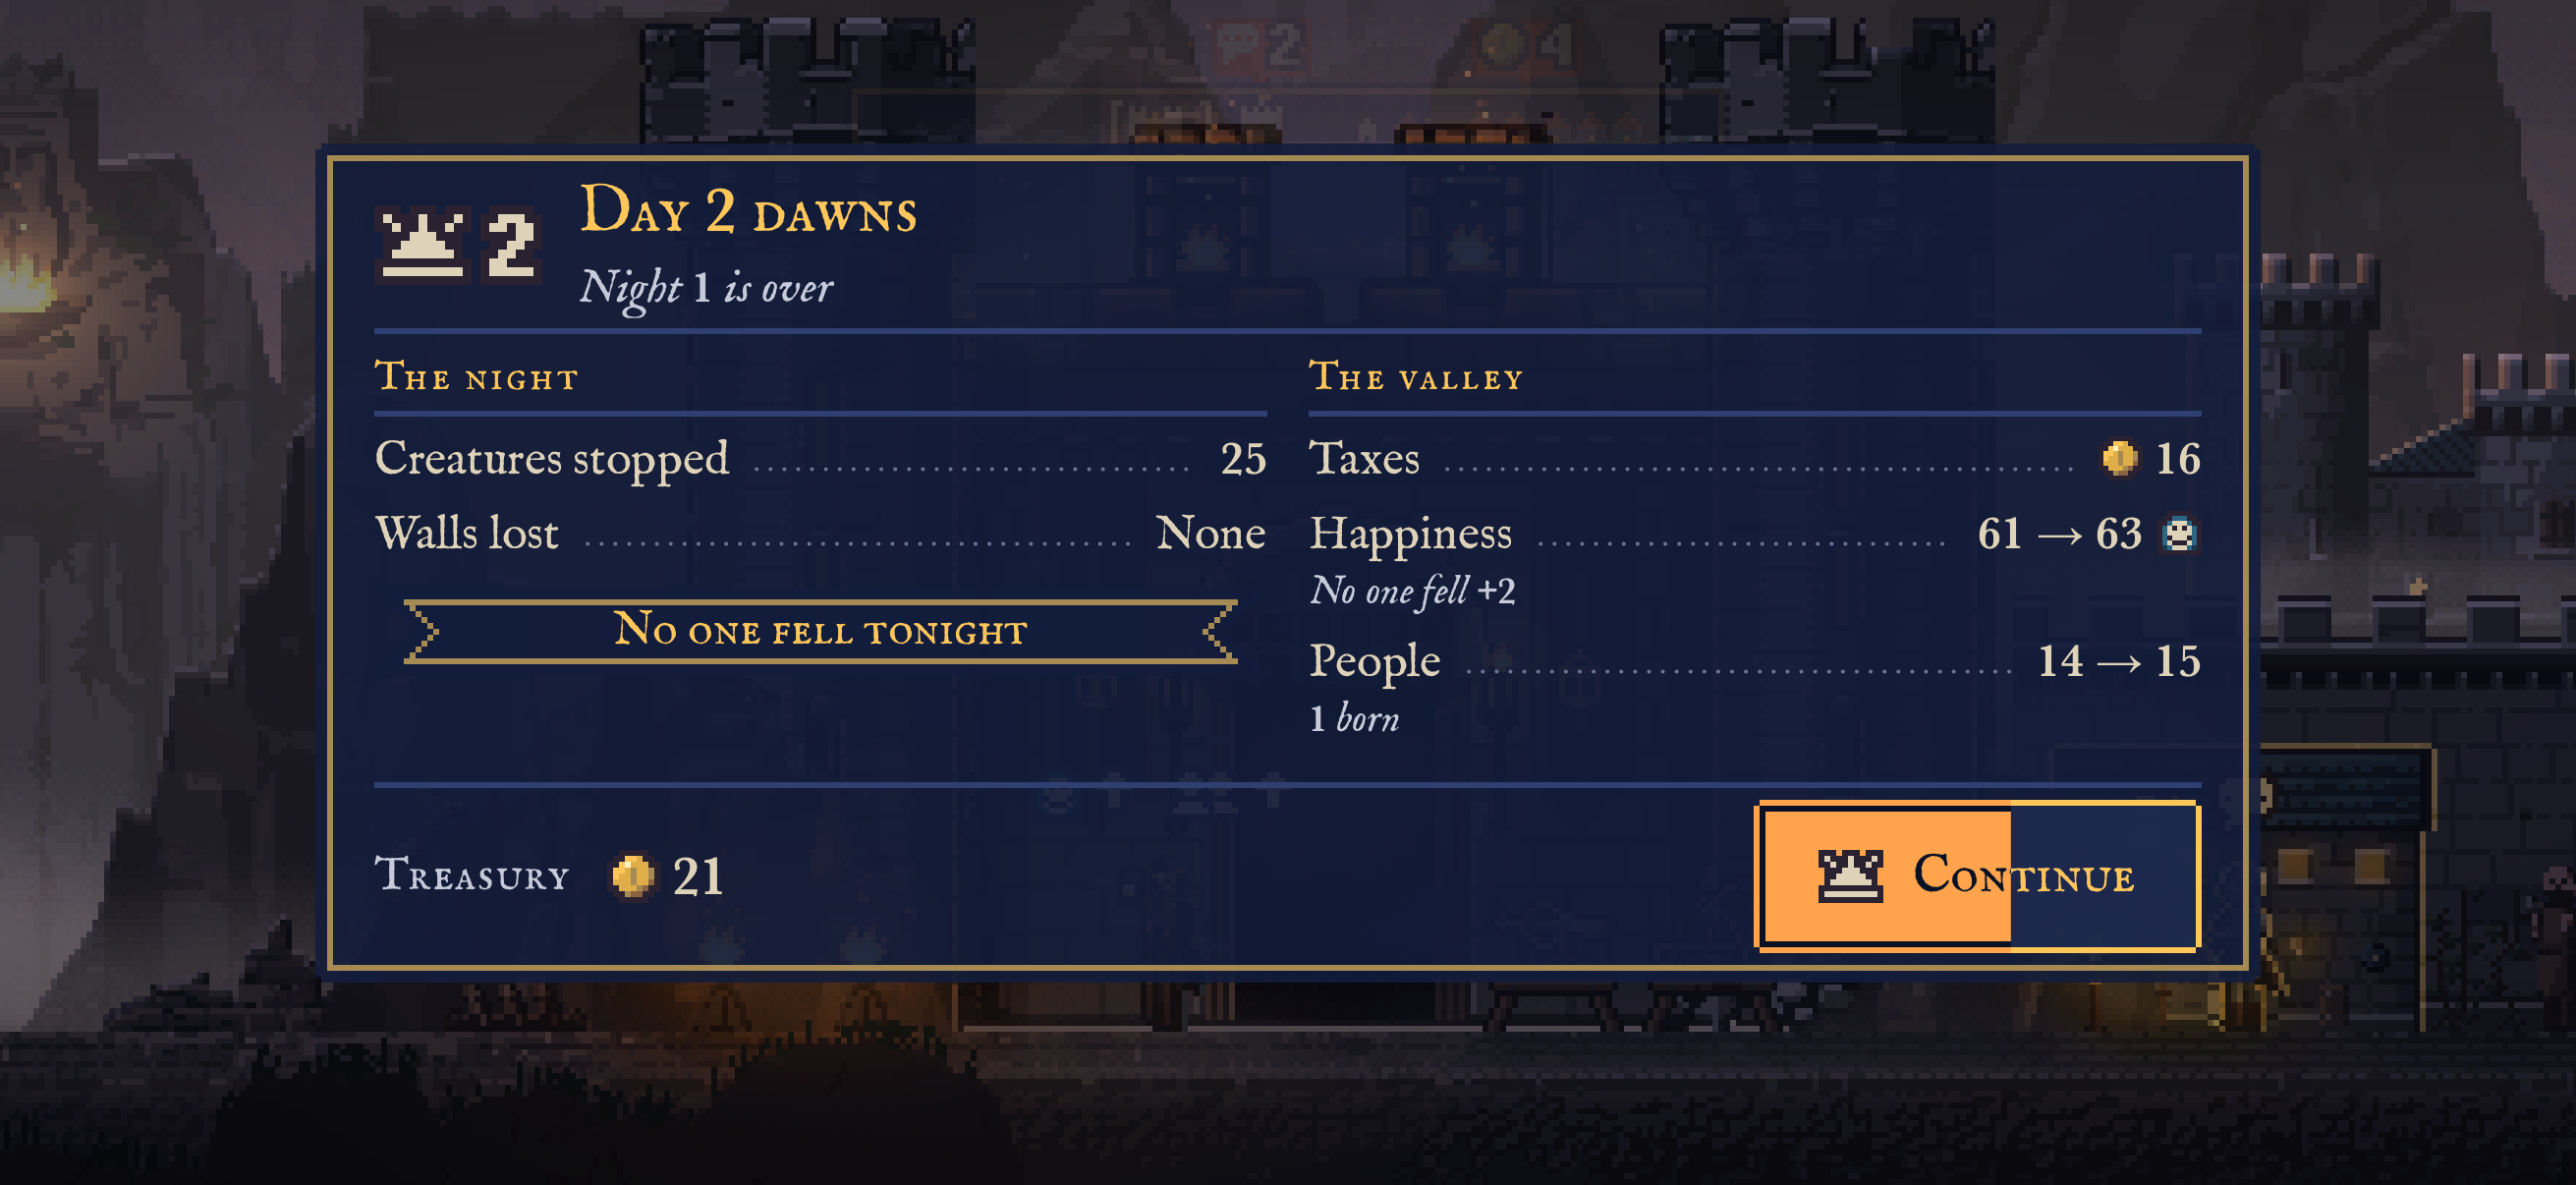 2
4
2
Day 2 dawns
Night 1 is over
The night
Creatures stopped 25
Walls lost None
No one fell tonight
The valley
Taxes 16
Happiness 61 → 63
No one fell +2
People 14 → 15
1 born
Treasury 21
Continue